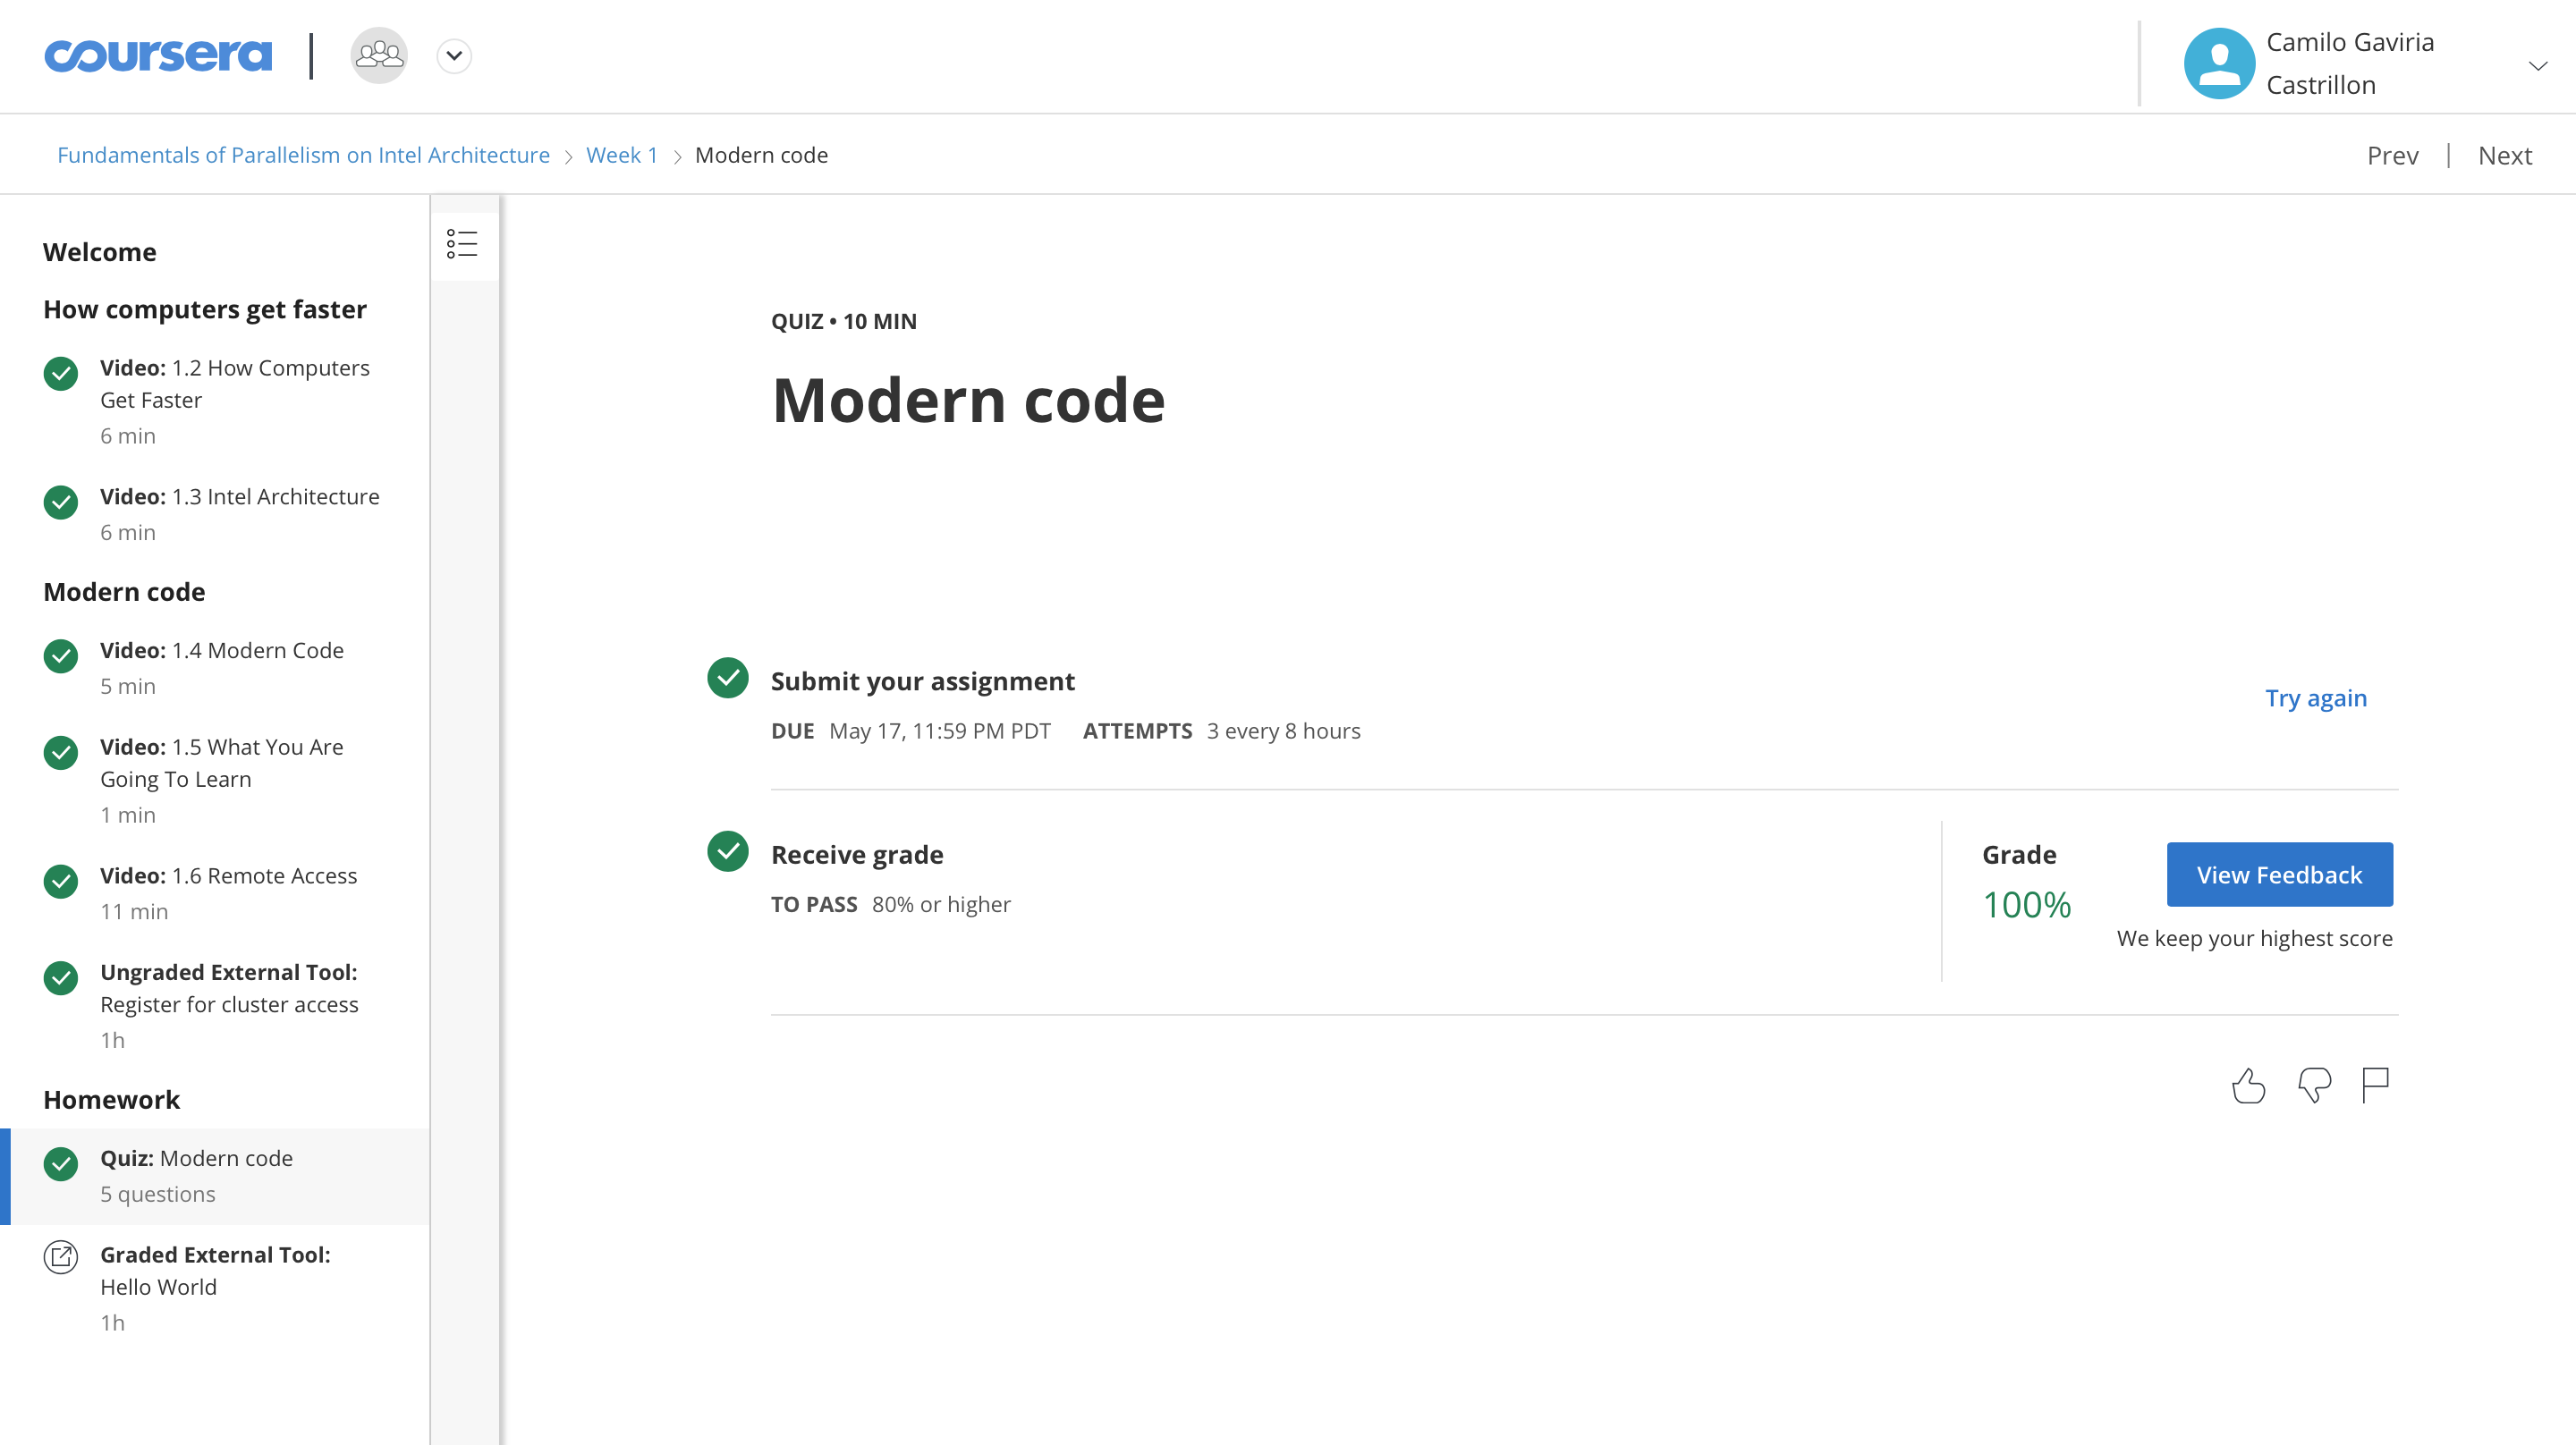 coursera
Camilo Gaviria
Castrillon
Fundamentals of Parallelism on Intel Architecture > Week 1 > Modern code
Prev | Next
Welcome
How computers get faster
Video: 1.2 How Computers
Get Faster
6 min
Video: 1.3 Intel Architecture
6 min
Modern code
Video: 1.4 Modern Code
5 min
Video: 1.5 What You Are
Going To Learn
1 min
Video: 1.6 Remote Access
11 min
Ungraded External Tool:
Register for cluster access
1h
Homework
Quiz: Modern code
5 questions
Graded External Tool:
Hello World
1h
QUIZ • 10 MIN
Modern code
Submit your assignment
DUE May 17, 11:59 PM PDT ATTEMPTS 3 every 8 hours
Try again
Receive grade
TO PASS 80% or higher
Grade
100%
View Feedback
We keep your highest score